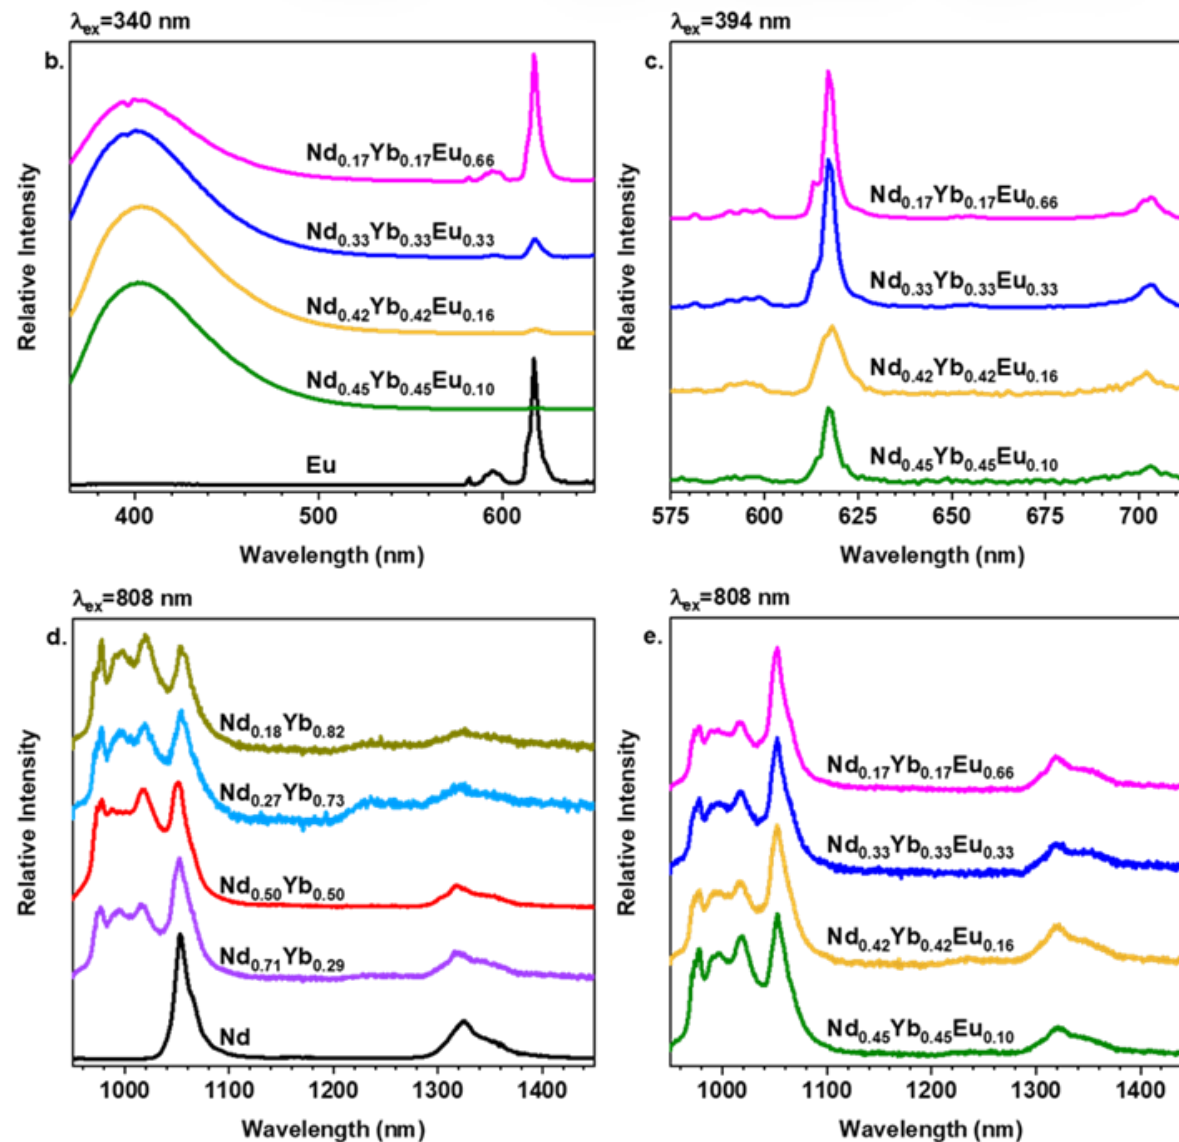 λex=340 nm
b.
Nd0.17Yb0.17Eu0.66
Nd0.33Yb0.33Eu0.33
Nd0.42Yb0.42Eu0.16
Nd0.45Yb0.45Eu0.10
Eu
Relative Intensity
400 500 600
Wavelength (nm)
λex=394 nm
c.
Nd0.17Yb0.17Eu0.66
Nd0.33Yb0.33Eu0.33
Nd0.42Yb0.42Eu0.16
Nd0.45Yb0.45Eu0.10
Relative Intensity
575 600 625 650 675 700
Wavelength (nm)
λex=808 nm
d.
Nd0.18Yb0.82
Nd0.27Yb0.73
Nd0.50Yb0.50
Nd0.71Yb0.29
Nd
Relative Intensity
1000 1100 1200 1300 1400
Wavelength (nm)
λex=808 nm
e.
Nd0.17Yb0.17Eu0.66
Nd0.33Yb0.33Eu0.33
Nd0.42Yb0.42Eu0.16
Nd0.45Yb0.45Eu0.10
Relative Intensity
1000 1100 1200 1300 1400
Wavelength (nm)